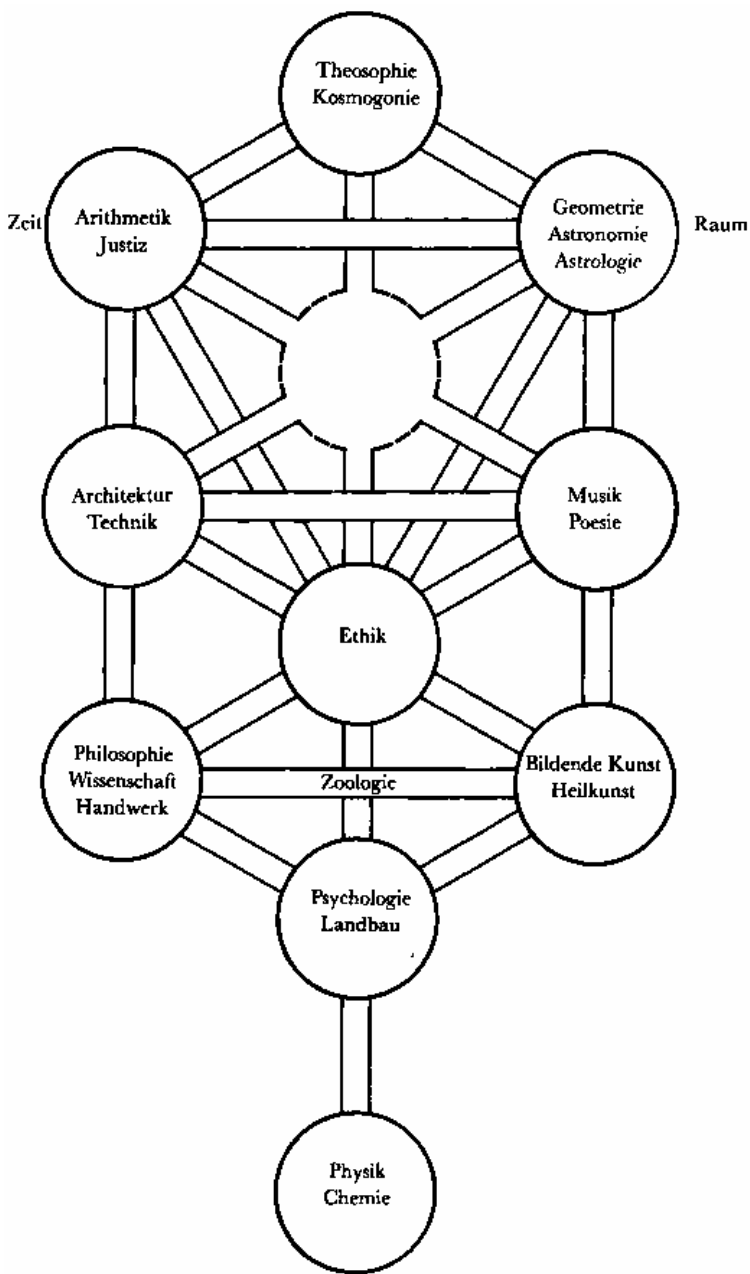 Theosophie
Kosmogonie
Zeit
Arithmetik
Justiz
Geometrie
Astronomie
Astrologie
Raum
Architektur
Technik
Musik
Poesie
Ethik
Philosophie
Wissenschaft
Handwerk
Zoologie
Bildende Kunst
Heilkunst
Psychologie
Landbau
Physik
Chemie